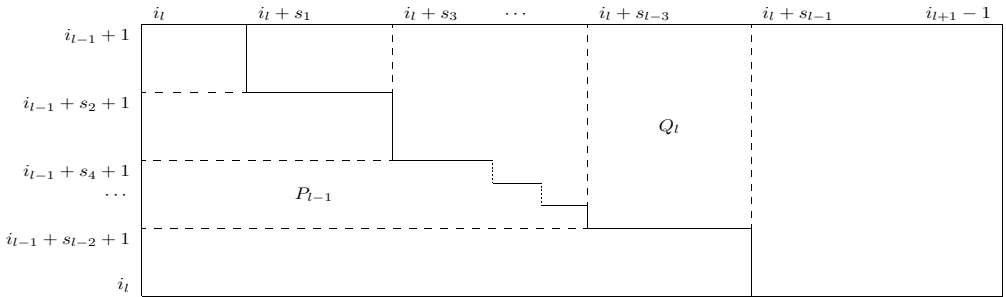 i_l i_l + s_1 i_l + s_3 ⋯ i_l + s_{l−3} i_l + s_{l−1} i_{l+1} − 1
i_{l−1} + 1
i_{l−1} + s_2 + 1
Q_l
i_{l−1} + s_4 + 1
⋯ P_{l−1}
i_{l−1} + s_{l−2} + 1
i_l